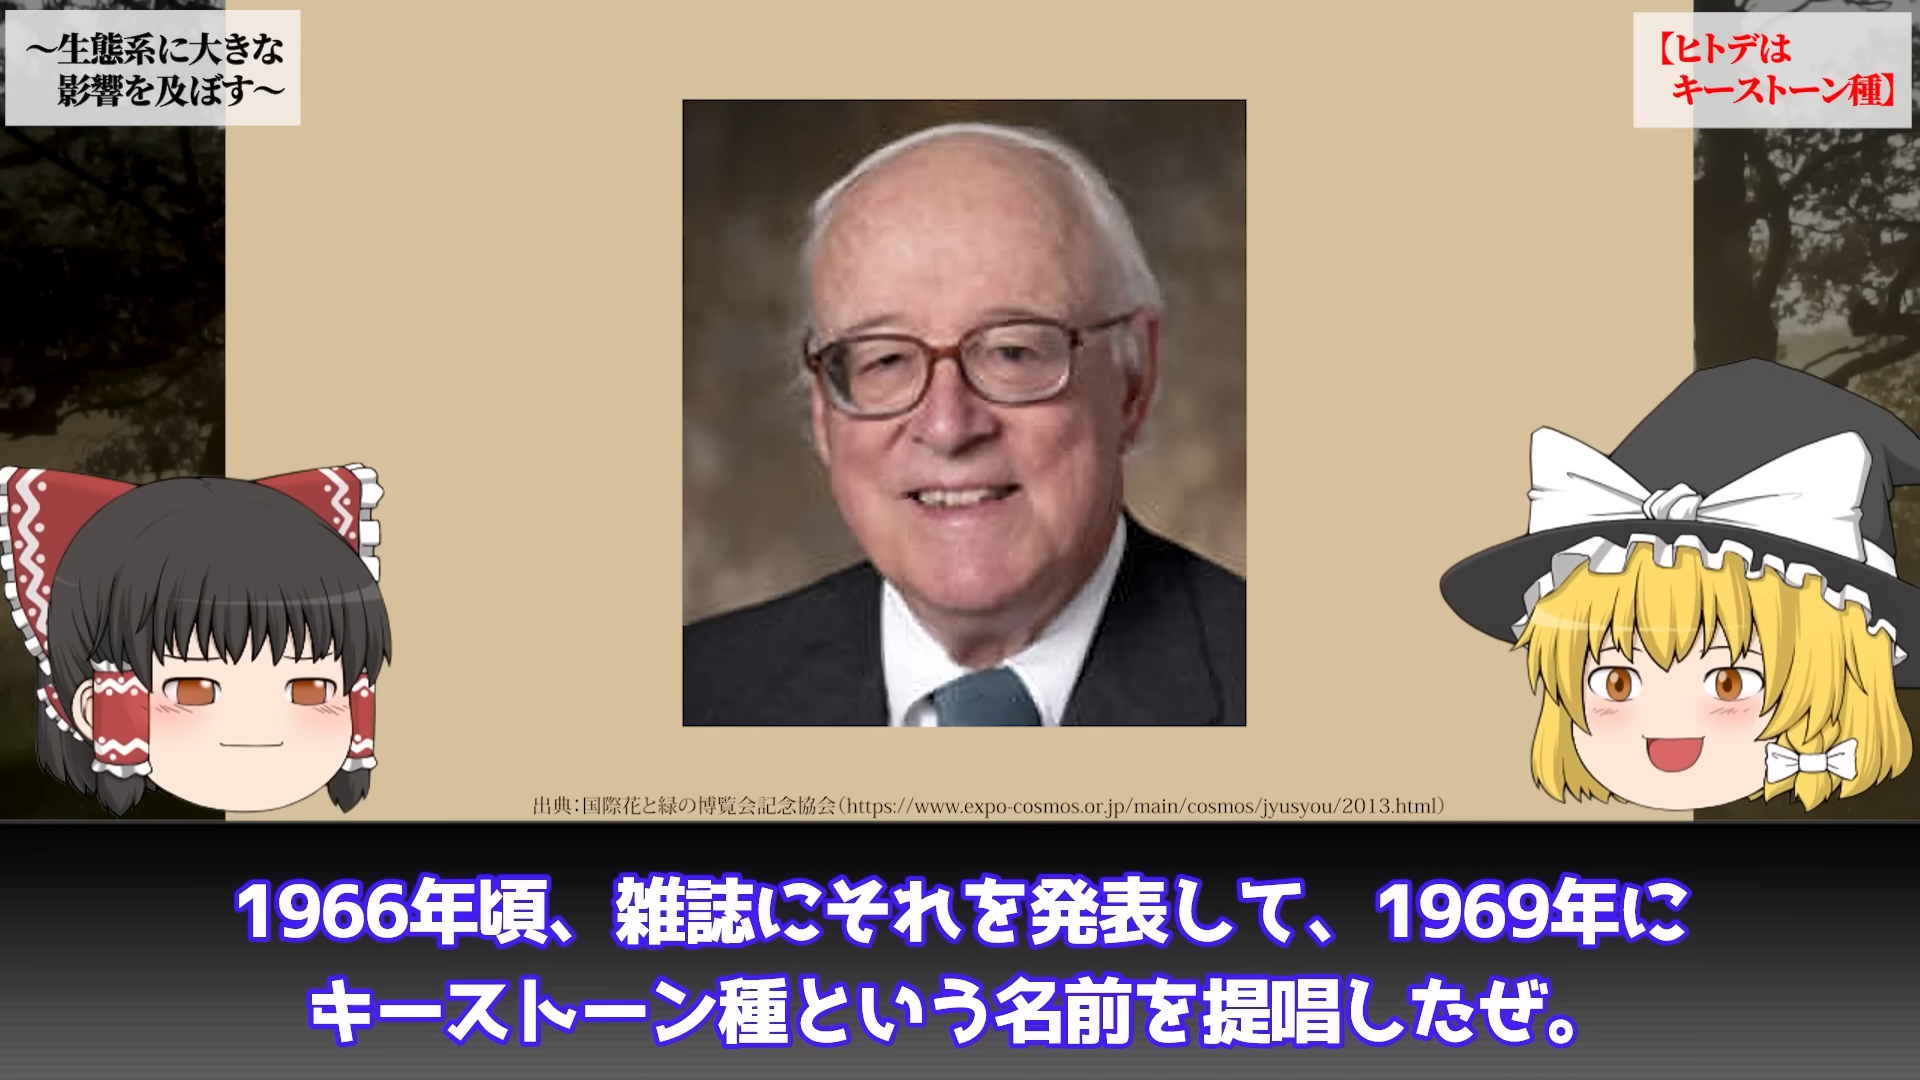 ～生態系に大きな
影響を及ぼす～
【ヒトデは
キーストーン種】
出典：国際花と緑の博覧会記念協会（https://www.expo-cosmos.or.jp/main/cosmos/jyusyou/2013.html）
1966年頃、雑誌にそれを発表して、1969年に
キーストーン種という名前を提唱したぜ。